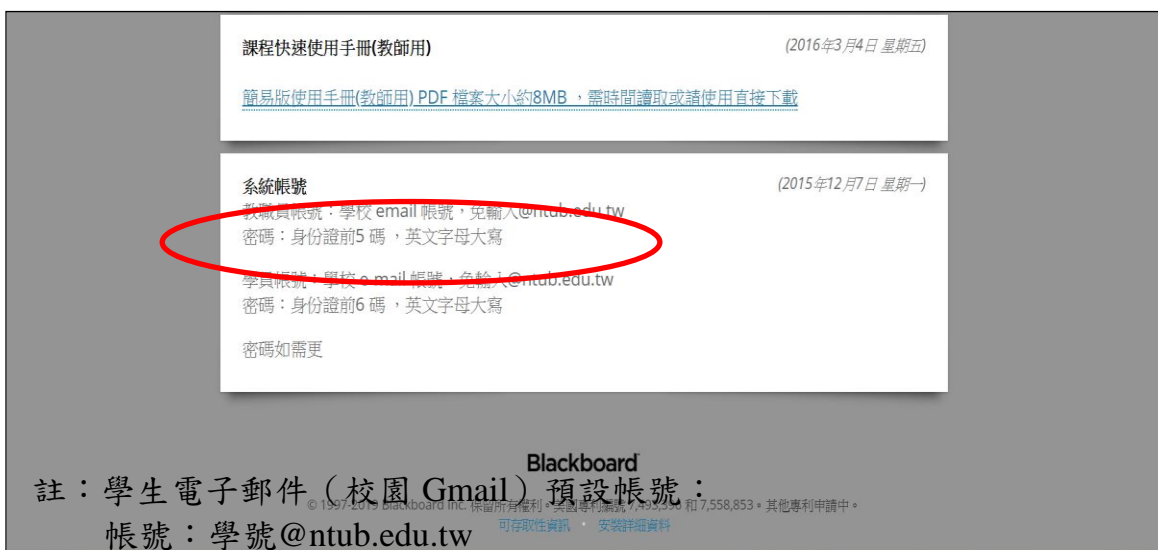 課程快速使用手冊(教師用)
(2016年3月4日 星期五)
簡易版使用手冊(教師用) PDF 檔案大小約8MB ，需時間讀取或請使用直接下載
系統帳號
(2015年12月7日 星期一)
教職員帳號：學校 email 帳號，免輸入@ntub.edu.tw
密碼：身份證前5 碼 ，英文字母大寫
學員帳號：學校 e-mail 帳號，免輸入@ntub.edu.tw
密碼：身份證前6 碼 ，英文字母大寫
密碼如需更
Blackboard
註：學生電子郵件（校園 Gmail）預設帳號：
© 1997-2019 Blackboard Inc. 保留所有權利。美國專利編號 7,493,396 和 7,558,853。其他專利申請中。
可存取性資訊 · 安裝詳細資料
帳號：學號@ntub.edu.tw